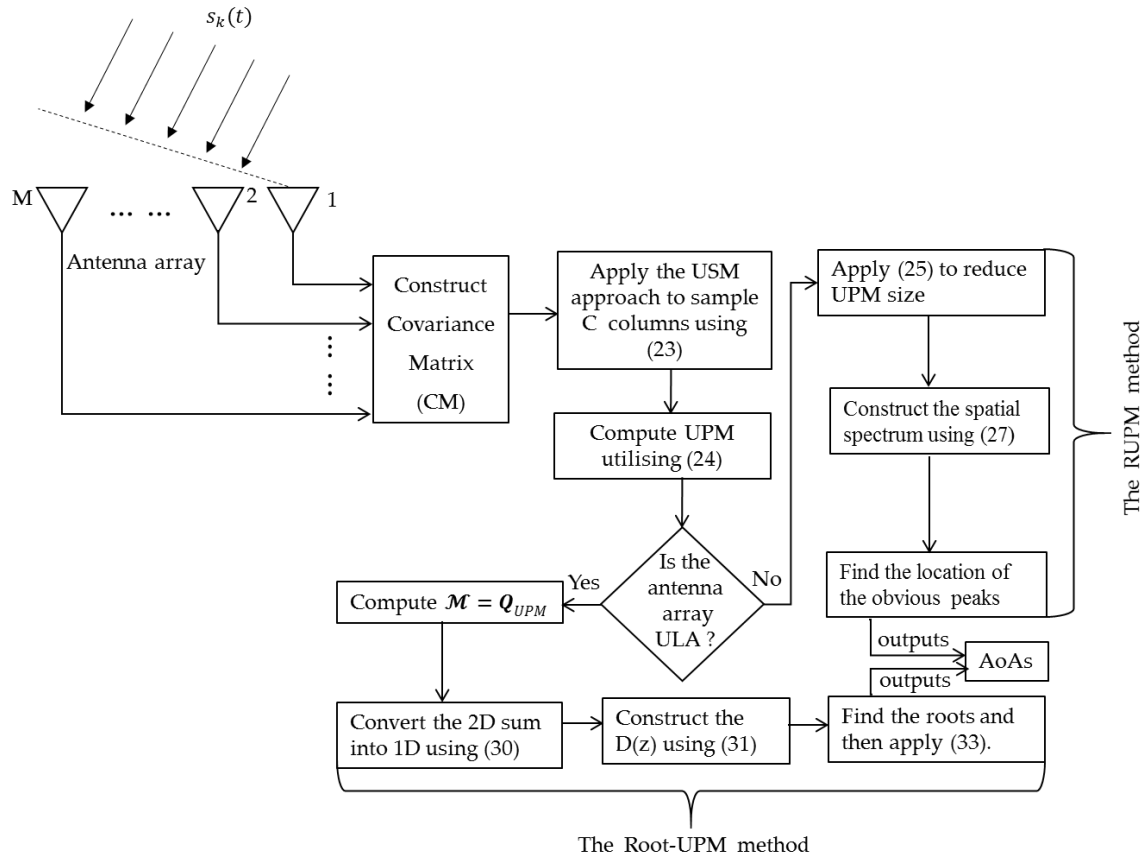 s_k(t)
M
... ...
2
1
Antenna array
Construct
Covariance
Matrix
(CM)
Apply the USM
approach to sample
C columns using
(23)
Compute UPM
utilising (24)
Is the
antenna
array
ULA ?
Yes
No
Apply (25) to reduce
UPM size
Construct the spatial
spectrum using (27)
Find the location of
the obvious peaks
The RUPM method
outputs
AoAs
outputs
Compute 𝓜 = Q_UPM
Convert the 2D sum
into 1D using (30)
Construct the
D(z) using (31)
Find the roots and
then apply (33).
The Root-UPM method